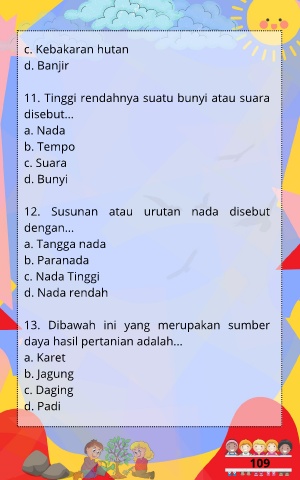 c. Kebakaran hutan
d. Banjir
11. Tinggi rendahnya suatu bunyi atau suara
disebut...
a. Nada
b. Tempo
c. Suara
d. Bunyi
12. Susunan atau urutan nada disebut
dengan...
a. Tangga nada
b. Paranada
c. Nada Tinggi
d. Nada rendah
13. Dibawah ini yang merupakan sumber
daya hasil pertanian adalah...
a. Karet
b. Jagung
c. Daging
d. Padi
109